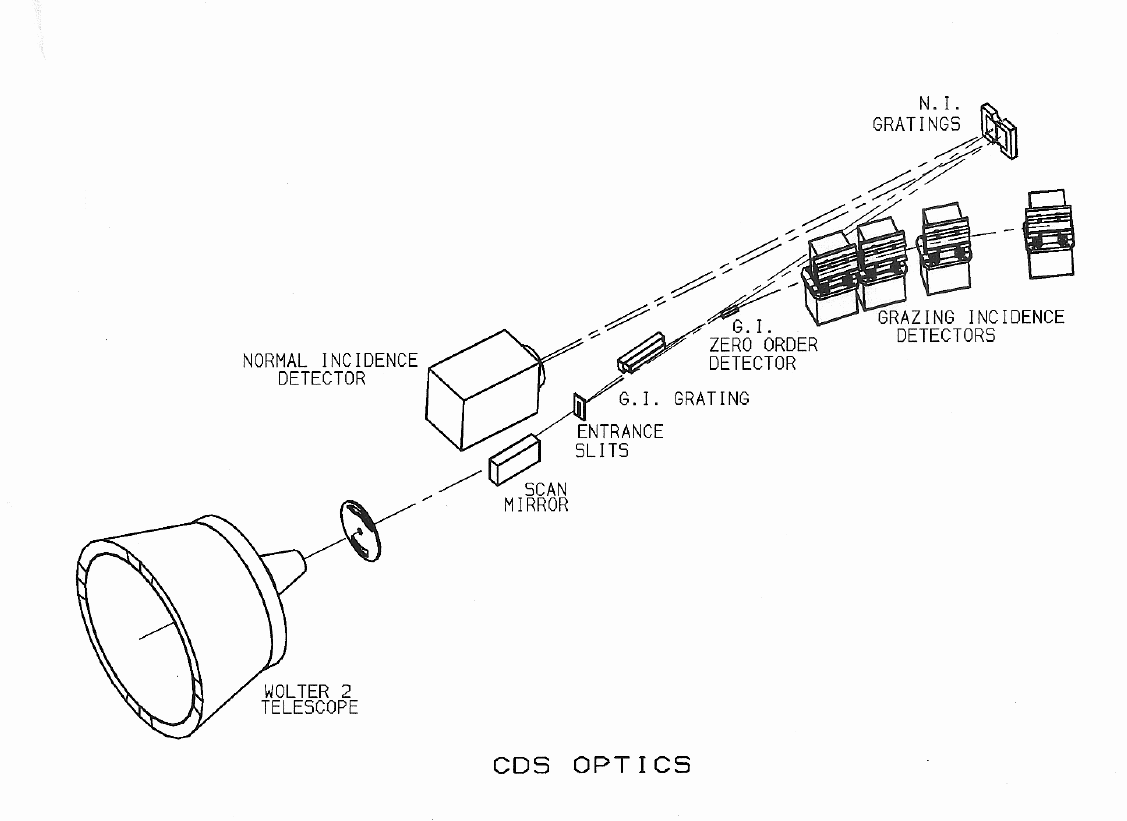 N.I.
GRATINGS
GRAZING INCIDENCE
DETECTORS
G.I.
ZERO ORDER
DETECTOR
NORMAL INCIDENCE
DETECTOR
G.I. GRATING
ENTRANCE
SLITS
SCAN
MIRROR
WOLTER 2
TELESCOPE
CDS OPTICS